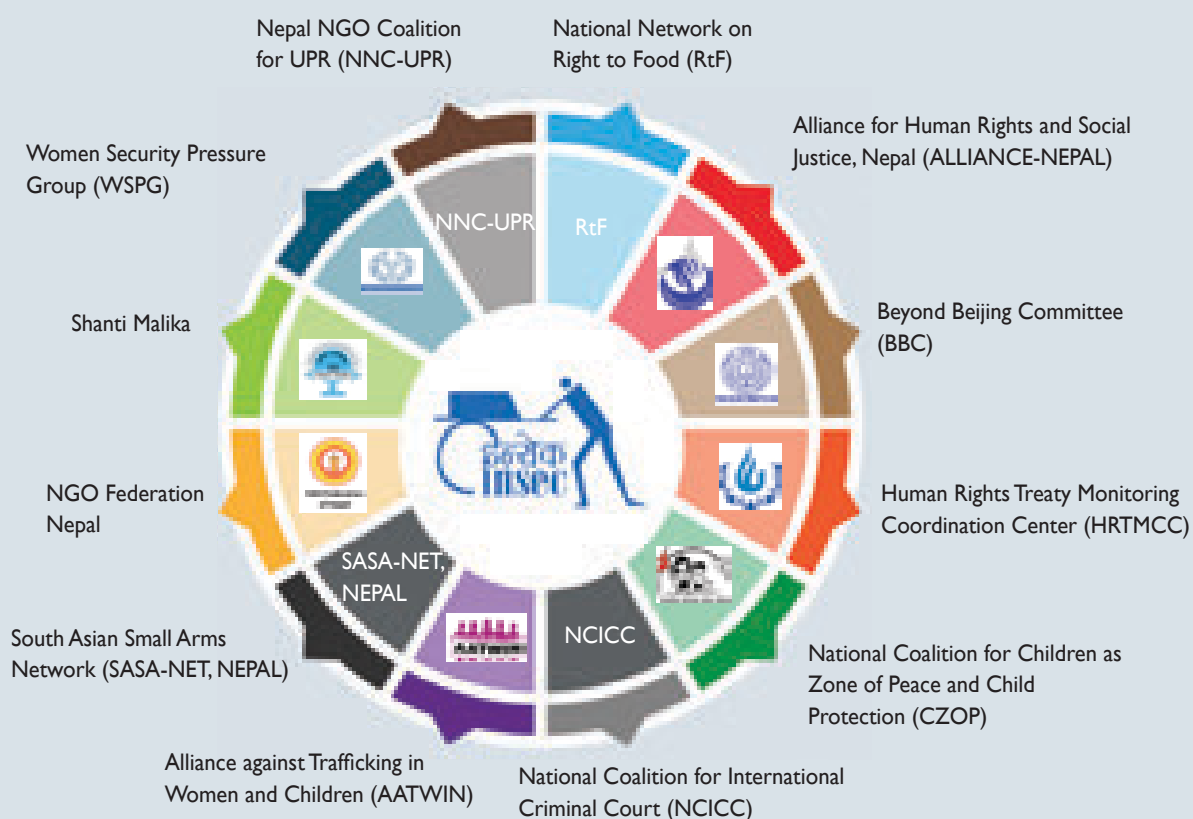 Nepal NGO Coalition
for UPR (NNC-UPR)
National Network on
Right to Food (RtF)
Alliance for Human Rights and Social
Justice, Nepal (ALLIANCE-NEPAL)
Women Security Pressure
Group (WSPG)
NNC-UPR
RtF
Shanti Malika
Beyond Beijing Committee
(BBC)
इन्सेक
insec
NGO Federation
Nepal
Human Rights Treaty Monitoring
Coordination Center (HRTMCC)
SASA-NET,
NEPAL
AATWIN
NCICC
South Asian Small Arms
Network (SASA-NET, NEPAL)
National Coalition for Children as
Zone of Peace and Child
Protection (CZOP)
Alliance against Trafficking in
Women and Children (AATWIN)
National Coalition for International
Criminal Court (NCICC)